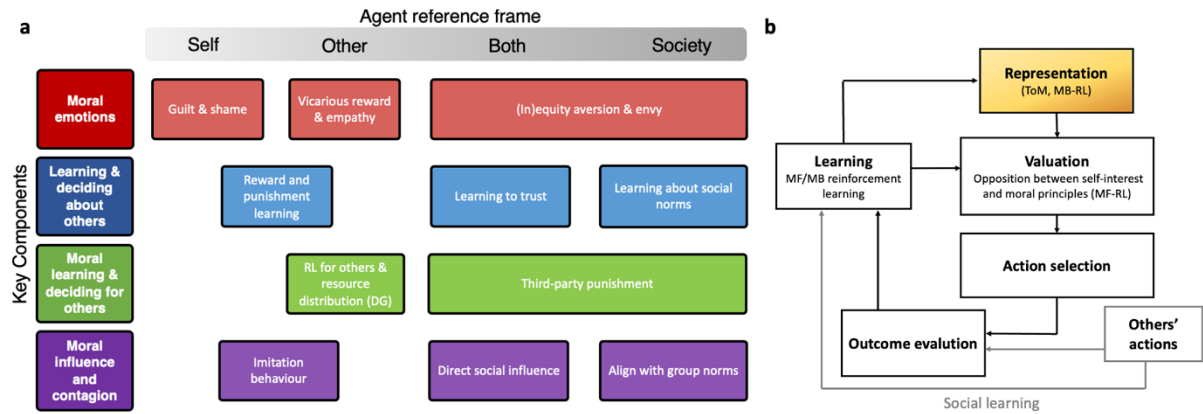 a
Agent reference frame
Self
Other
Both
Society
Key Components
Moral
emotions
Guilt & shame
Vicarious reward
& empathy
(In)equity aversion & envy
Learning &
deciding about
others
Reward and
punishment
learning
Learning to trust
Learning about social
norms
Moral
learning &
deciding for
others
RL for others &
resource
distribution (DG)
Third-party punishment
Moral
influence
and
contagion
Imitation
behaviour
Direct social influence
Align with group norms
b
Representation
(ToM, MB-RL)
Learning
MF/MB reinforcement
learning
Valuation
Opposition between self-interest
and moral principles (MF-RL)
Action selection
Outcome evalution
Others’
actions
Social learning